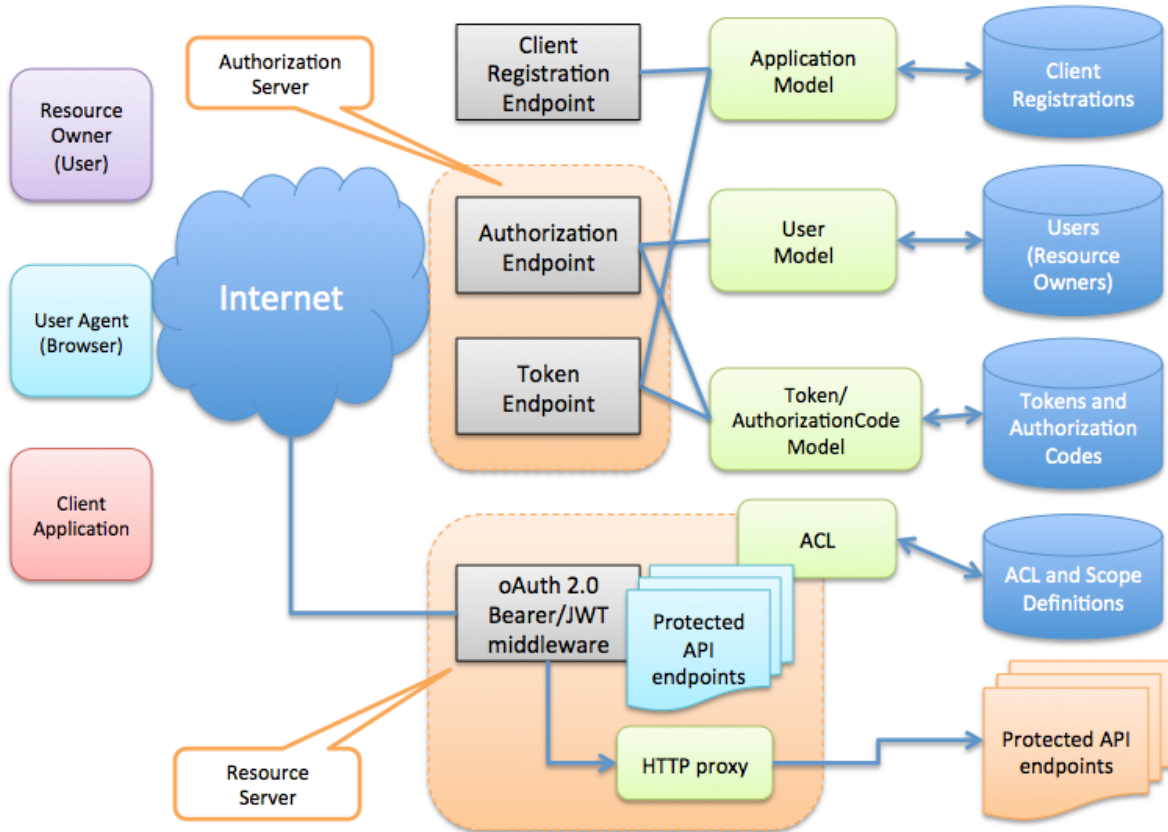 Authorization
Server
Client
Registration
Endpoint
Application
Model
Client
Registrations
Resource
Owner
(User)
Authorization
Endpoint
User
Model
Users
(Resource
Owners)
Internet
User Agent
(Browser)
Token
Endpoint
Token/
AuthorizationCode
Model
Tokens and
Authorization
Codes
Client
Application
ACL
ACL and Scope
Definitions
oAuth 2.0
Bearer/JWT
middleware
Protected
API
endpoints
HTTP proxy
Protected API
endpoints
Resource
Server